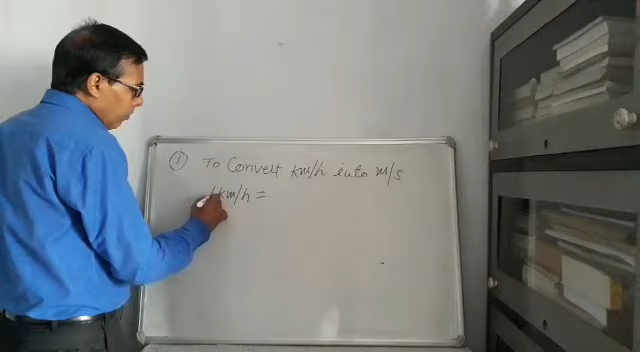 ① To Convert km/h into m/s
1km/h =